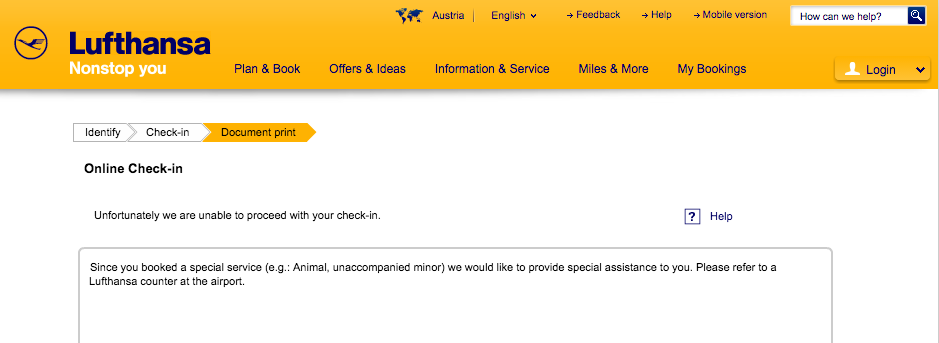 Austria | English → Feedback → Help → Mobile version How can we help?
Lufthansa
Nonstop you
Plan & Book Offers & Ideas Information & Service Miles & More My Bookings Login
Identify Check-in Document print
Online Check-in
Unfortunately we are unable to proceed with your check-in. ? Help
Since you booked a special service (e.g.: Animal, unaccompanied minor) we would like to provide special assistance to you. Please refer to a
Lufthansa counter at the airport.